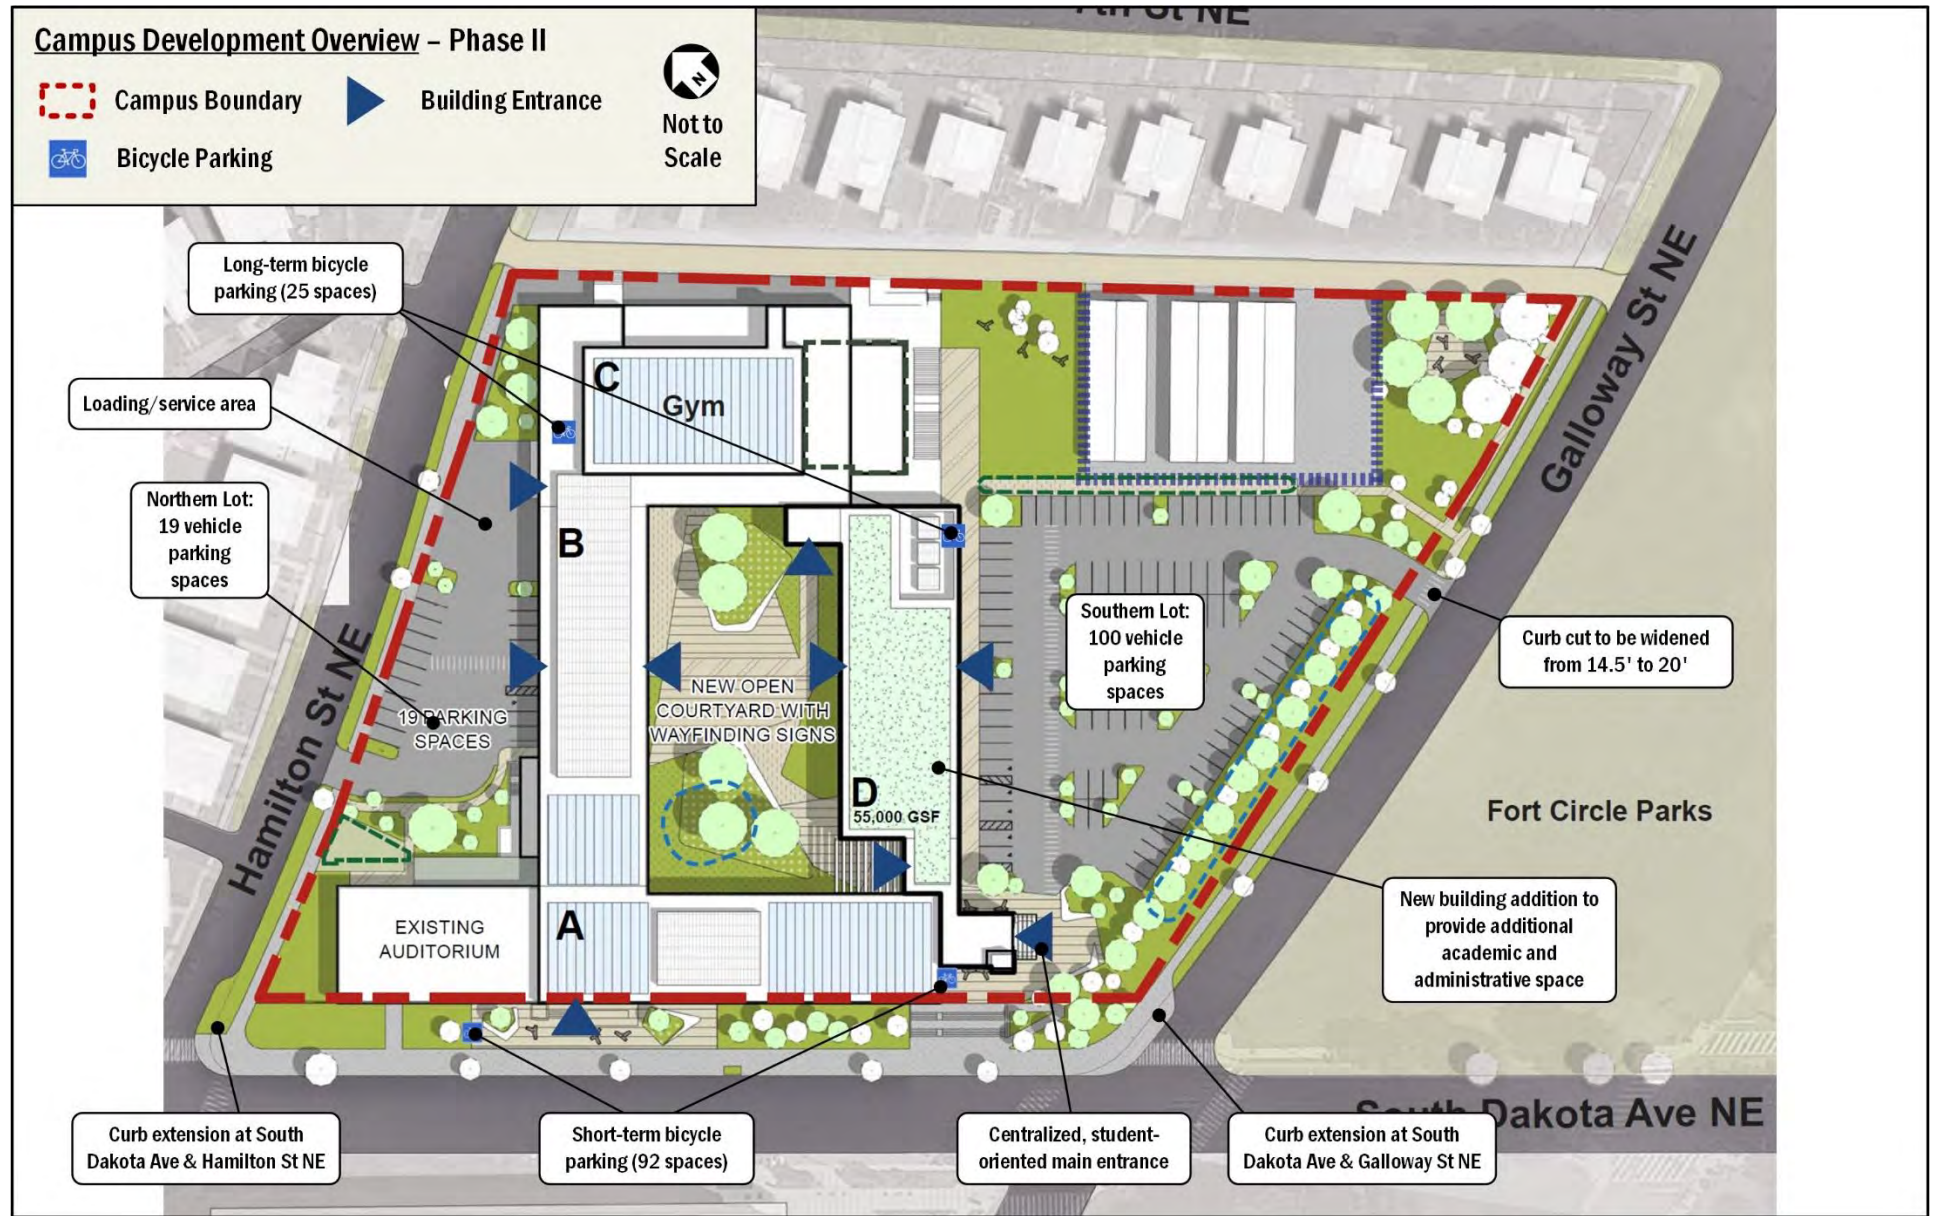 Campus Development Overview – Phase II
Campus Boundary
Building Entrance
Bicycle Parking
N
Not to
Scale
7th St NE
Long-term bicycle
parking (25 spaces)
Loading/service area
Northern Lot:
19 vehicle
parking
spaces
C
Gym
B
Galloway St NE
Southern Lot:
100 vehicle
parking
spaces
Curb cut to be widened
from 14.5' to 20'
Hamilton St NE
19 PARKING
SPACES
NEW OPEN
COURTYARD WITH
WAYFINDING SIGNS
D
55,000 GSF
Fort Circle Parks
New building addition to
provide additional
academic and
administrative space
EXISTING
AUDITORIUM
A
South Dakota Ave NE
Curb extension at South
Dakota Ave & Hamilton St NE
Short-term bicycle
parking (92 spaces)
Centralized, student-
oriented main entrance
Curb extension at South
Dakota Ave & Galloway St NE